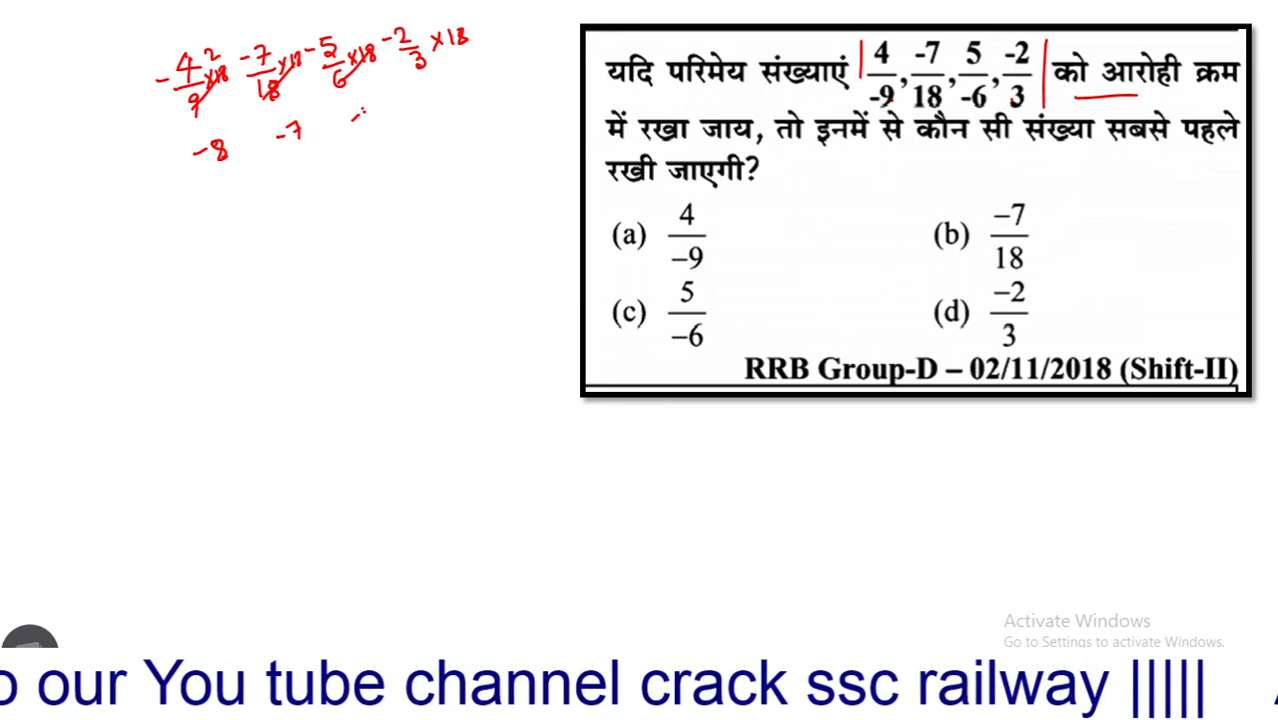 -4/9×18 2 -7/18×18 -5/6×18 -2/3×18
-8 -7
यदि परिमेय संख्याएं 4/-9, -7/18, 5/-6, -2/3 को आरोही क्रम
में रखा जाय, तो इनमें से कौन सी संख्या सबसे पहले
रखी जाएगी?
(a) 4/–9 (b) –7/18
(c) 5/–6 (d) –2/3
RRB Group-D – 02/11/2018 (Shift-II)
Activate Windows
Go to Settings to activate Windows.
o our You tube channel crack ssc railway |||||